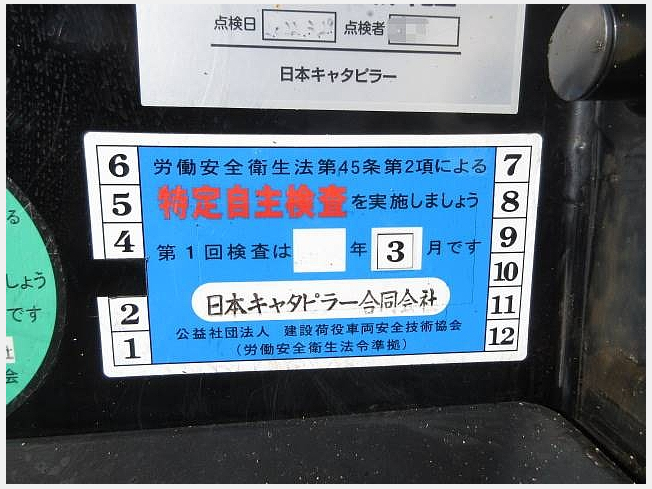 点検日 点検者
日本キャタピラー
6 労働安全衛生法第45条第2項による 7
5 特定自主検査を実施しましょう 8
4 第1回検査は 年 3 月です 9
10
日本キャタピラー合同会社
2 公益社団法人 建設荷役車両安全技術協会 11
1 (労働安全衛生法令準拠) 12
る
しょう
です
社
会